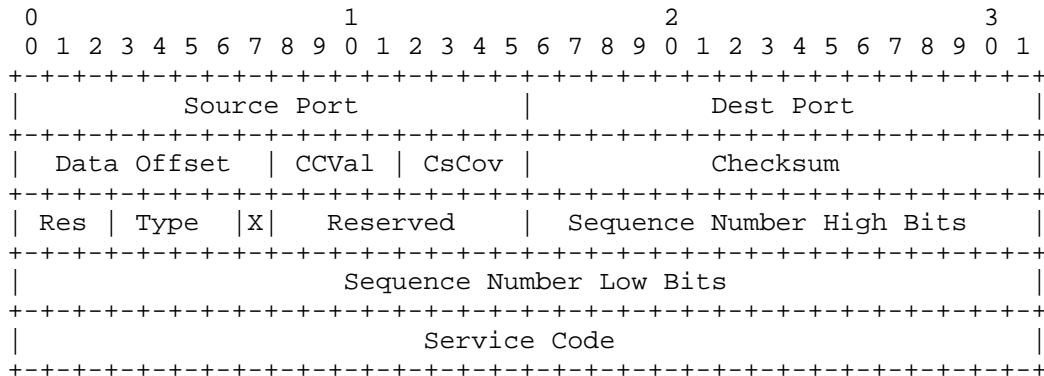 0                   1                   2                   3
 0 1 2 3 4 5 6 7 8 9 0 1 2 3 4 5 6 7 8 9 0 1 2 3 4 5 6 7 8 9 0 1
+-+-+-+-+-+-+-+-+-+-+-+-+-+-+-+-+-+-+-+-+-+-+-+-+-+-+-+-+-+-+-+-+
|          Source Port          |           Dest Port           |
+-+-+-+-+-+-+-+-+-+-+-+-+-+-+-+-+-+-+-+-+-+-+-+-+-+-+-+-+-+-+-+-+
|  Data Offset  | CCVal | CsCov |           Checksum            |
+-+-+-+-+-+-+-+-+-+-+-+-+-+-+-+-+-+-+-+-+-+-+-+-+-+-+-+-+-+-+-+-+
| Res | Type  |X|   Reserved    |  Sequence Number High Bits    |
+-+-+-+-+-+-+-+-+-+-+-+-+-+-+-+-+-+-+-+-+-+-+-+-+-+-+-+-+-+-+-+-+
|                    Sequence Number Low Bits                   |
+-+-+-+-+-+-+-+-+-+-+-+-+-+-+-+-+-+-+-+-+-+-+-+-+-+-+-+-+-+-+-+-+
|                         Service Code                          |
+-+-+-+-+-+-+-+-+-+-+-+-+-+-+-+-+-+-+-+-+-+-+-+-+-+-+-+-+-+-+-+-+